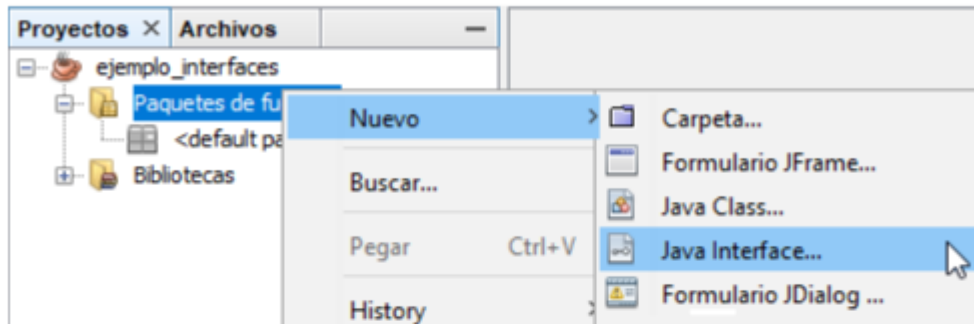 Proyectos × Archivos
ejemplo_interfaces
Paquetes de fu
<default pa
Bibliotecas
Nuevo
Buscar...
Pegar Ctrl+V
History
Carpeta...
Formulario JFrame...
Java Class...
Java Interface...
Formulario JDialog ...